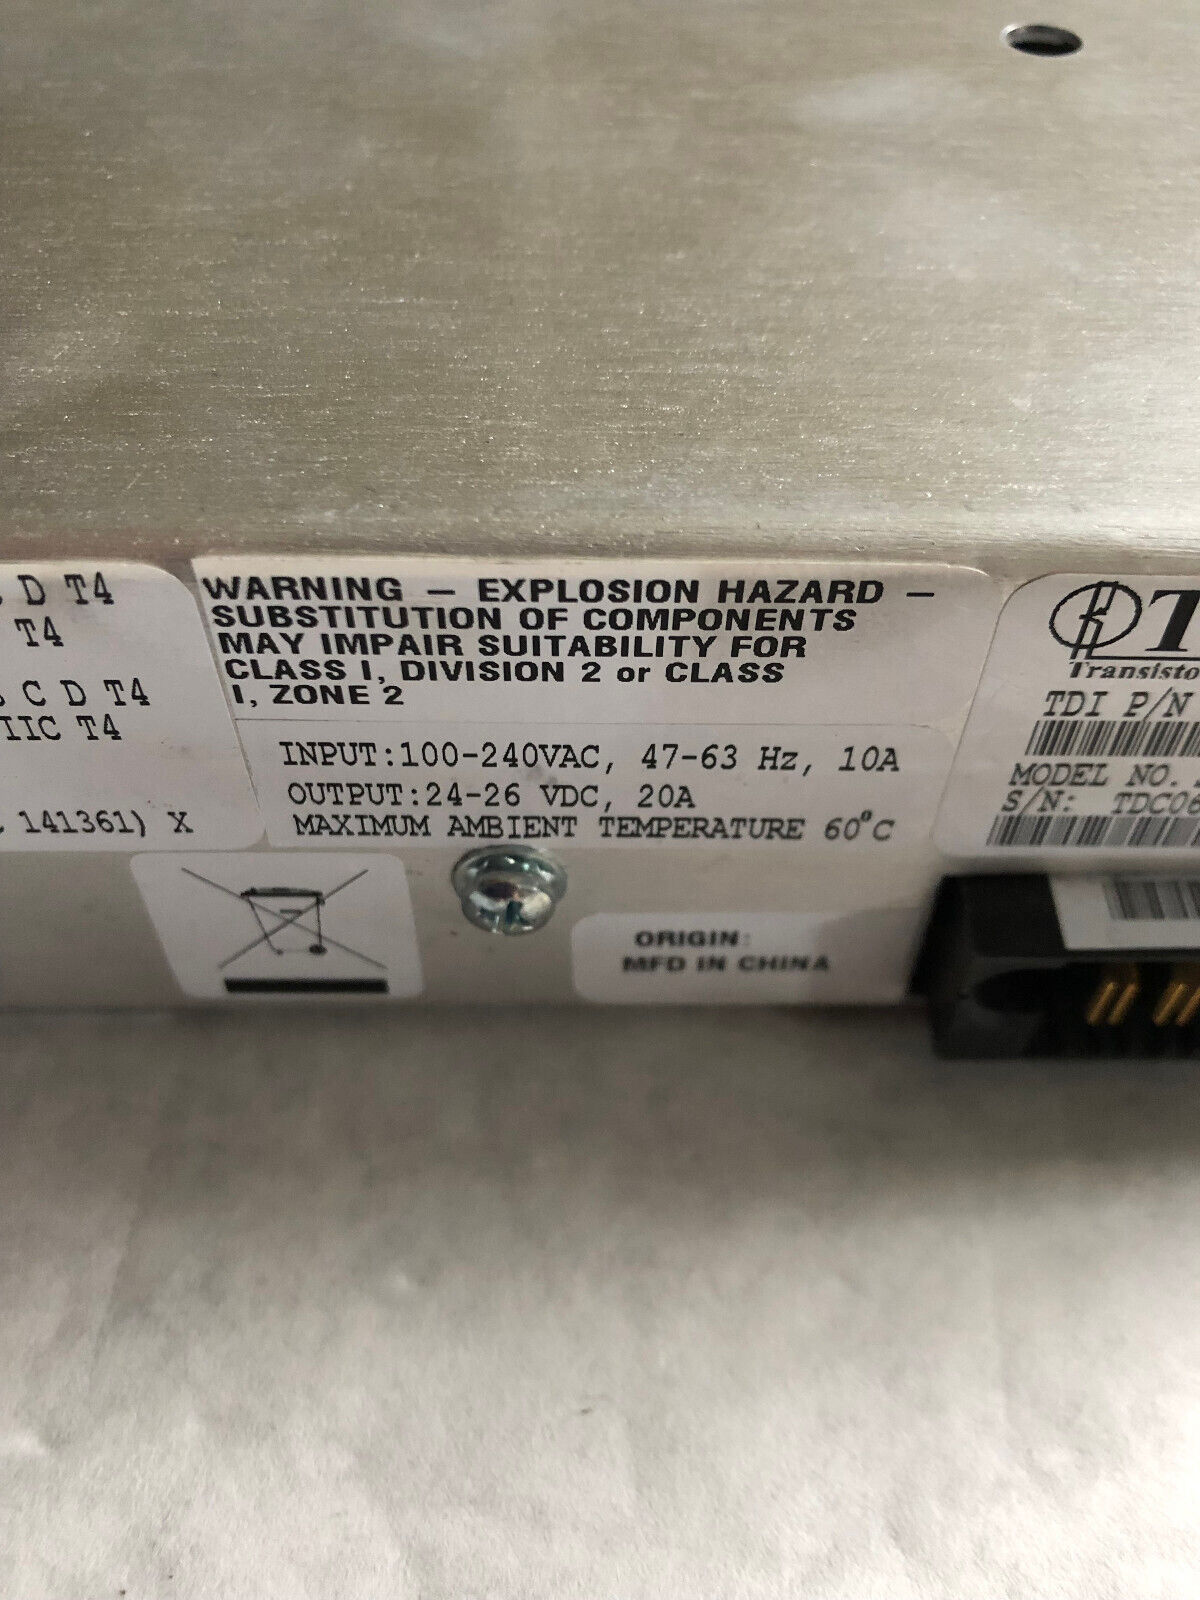 D T4
T4
C D T4
IIC T4
141361) X
WARNING – EXPLOSION HAZARD –
SUBSTITUTION OF COMPONENTS
MAY IMPAIR SUITABILITY FOR
CLASS I, DIVISION 2 or CLASS
I, ZONE 2
INPUT:100-240VAC, 47-63 Hz, 10A
OUTPUT:24-26 VDC, 20A
MAXIMUM AMBIENT TEMPERATURE 60°C
ORIGIN:
MFD IN CHINA
T
Transisto
TDI P/N
MODEL NO.
S/N: TDC06